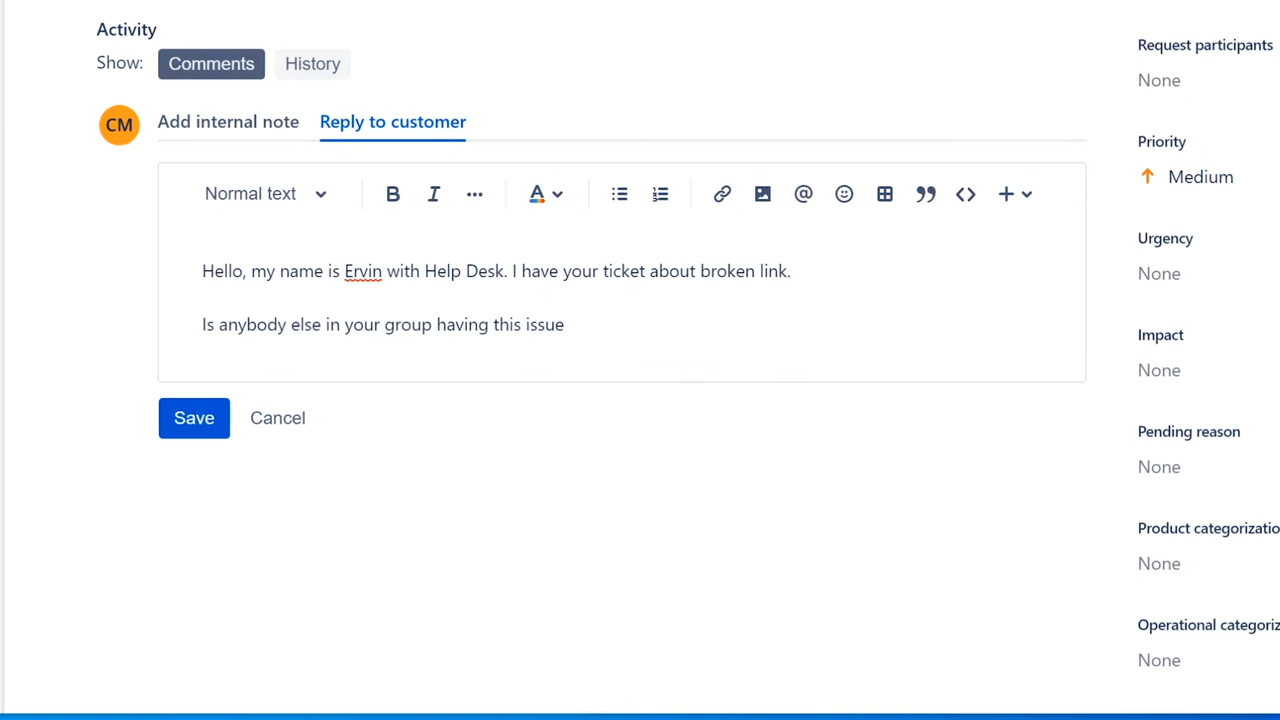 Activity
Show: Comments History
CM Add internal note Reply to customer
Normal text
Hello, my name is Ervin with Help Desk. I have your ticket about broken link.
Is anybody else in your group having this issue
Save Cancel
Request participants
None
Priority
Medium
Urgency
None
Impact
None
Pending reason
None
Product categorizatio
None
Operational categoriz
None